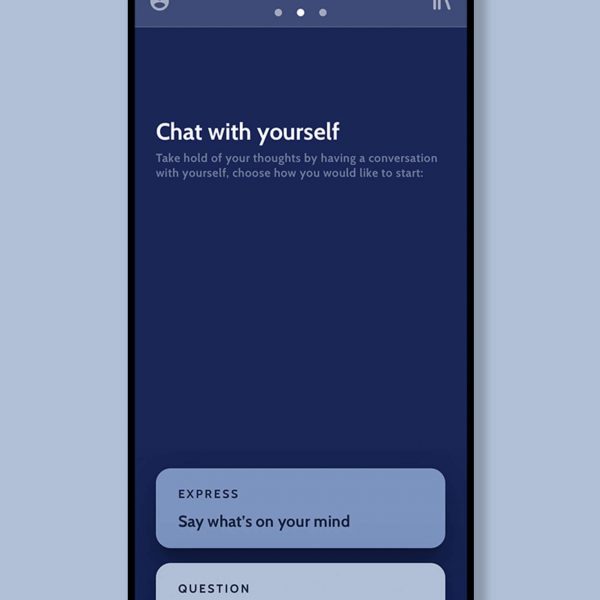 Chat with yourself
Take hold of your thoughts by having a conversation
with yourself, choose how you would like to start:
EXPRESS
Say what's on your mind
QUESTION